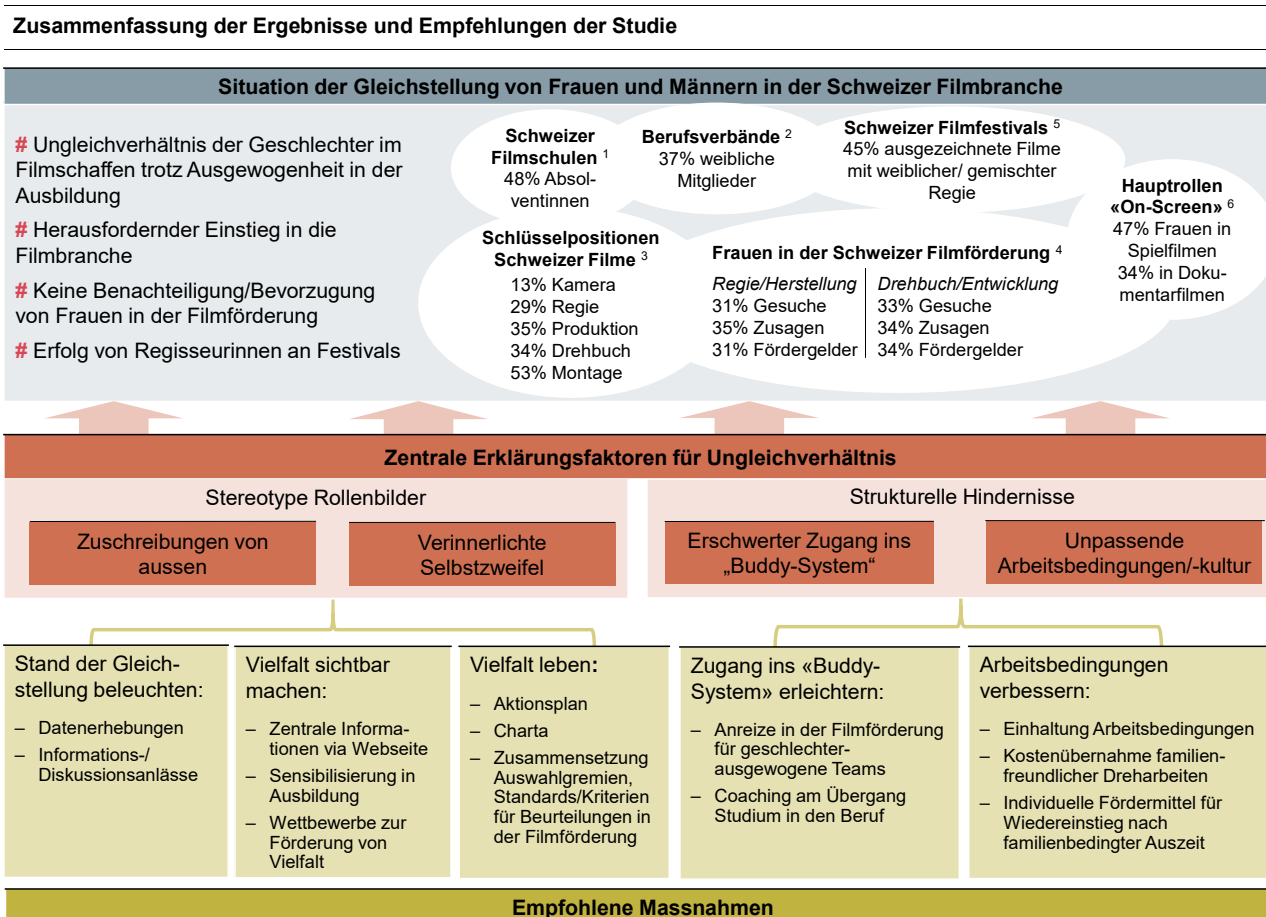 Zusammenfassung der Ergebnisse und Empfehlungen der Studie
Situation der Gleichstellung von Frauen und Männern in der Schweizer Filmbranche
# Ungleichverhältnis der Geschlechter im
Filmschaffen trotz Ausgewogenheit in der
Ausbildung
# Herausfordernder Einstieg in die
Filmbranche
# Keine Benachteiligung/Bevorzugung
von Frauen in der Filmförderung
# Erfolg von Regisseurinnen an Festivals
Schweizer
Filmschulen 1
48% Absol-
ventinnen
Berufsverbände 2
37% weibliche
Mitglieder
Schweizer Filmfestivals 5
45% ausgezeichnete Filme
mit weiblicher/ gemischter
Regie
Hauptrollen
«On-Screen» 6
47% Frauen in
Spielfilmen
34% in Doku-
mentarfilmen
Schlüsselpositionen
Schweizer Filme 3
13% Kamera
29% Regie
35% Produktion
34% Drehbuch
53% Montage
Frauen in der Schweizer Filmförderung 4
Regie/Herstellung
31% Gesuche
35% Zusagen
31% Fördergelder
Drehbuch/Entwicklung
33% Gesuche
34% Zusagen
34% Fördergelder
Zentrale Erklärungsfaktoren für Ungleichverhältnis
Stereotype Rollenbilder
Zuschreibungen von
aussen
Verinnerlichte
Selbstzweifel
Strukturelle Hindernisse
Erschwerter Zugang ins
„Buddy-System“
Unpassende
Arbeitsbedingungen/-kultur
Stand der Gleich-
stellung beleuchten:
– Datenerhebungen
– Informations-/
Diskussionsanlässe
Vielfalt sichtbar
machen:
– Zentrale Informa-
tionen via Webseite
– Sensibilisierung in
Ausbildung
– Wettbewerbe zur
Förderung von
Vielfalt
Vielfalt leben:
– Aktionsplan
– Charta
– Zusammensetzung
Auswahlgremien,
Standards/Kriterien
für Beurteilungen in
der Filmförderung
Zugang ins «Buddy-
System» erleichtern:
– Anreize in der Filmförderung
für geschlechter-
ausgewogene Teams
– Coaching am Übergang
Studium in den Beruf
Arbeitsbedingungen
verbessern:
– Einhaltung Arbeitsbedingungen
– Kostenübernahme familien-
freundlicher Dreharbeiten
– Individuelle Fördermittel für
Wiedereinstieg nach
familienbedingter Auszeit
Empfohlene Massnahmen